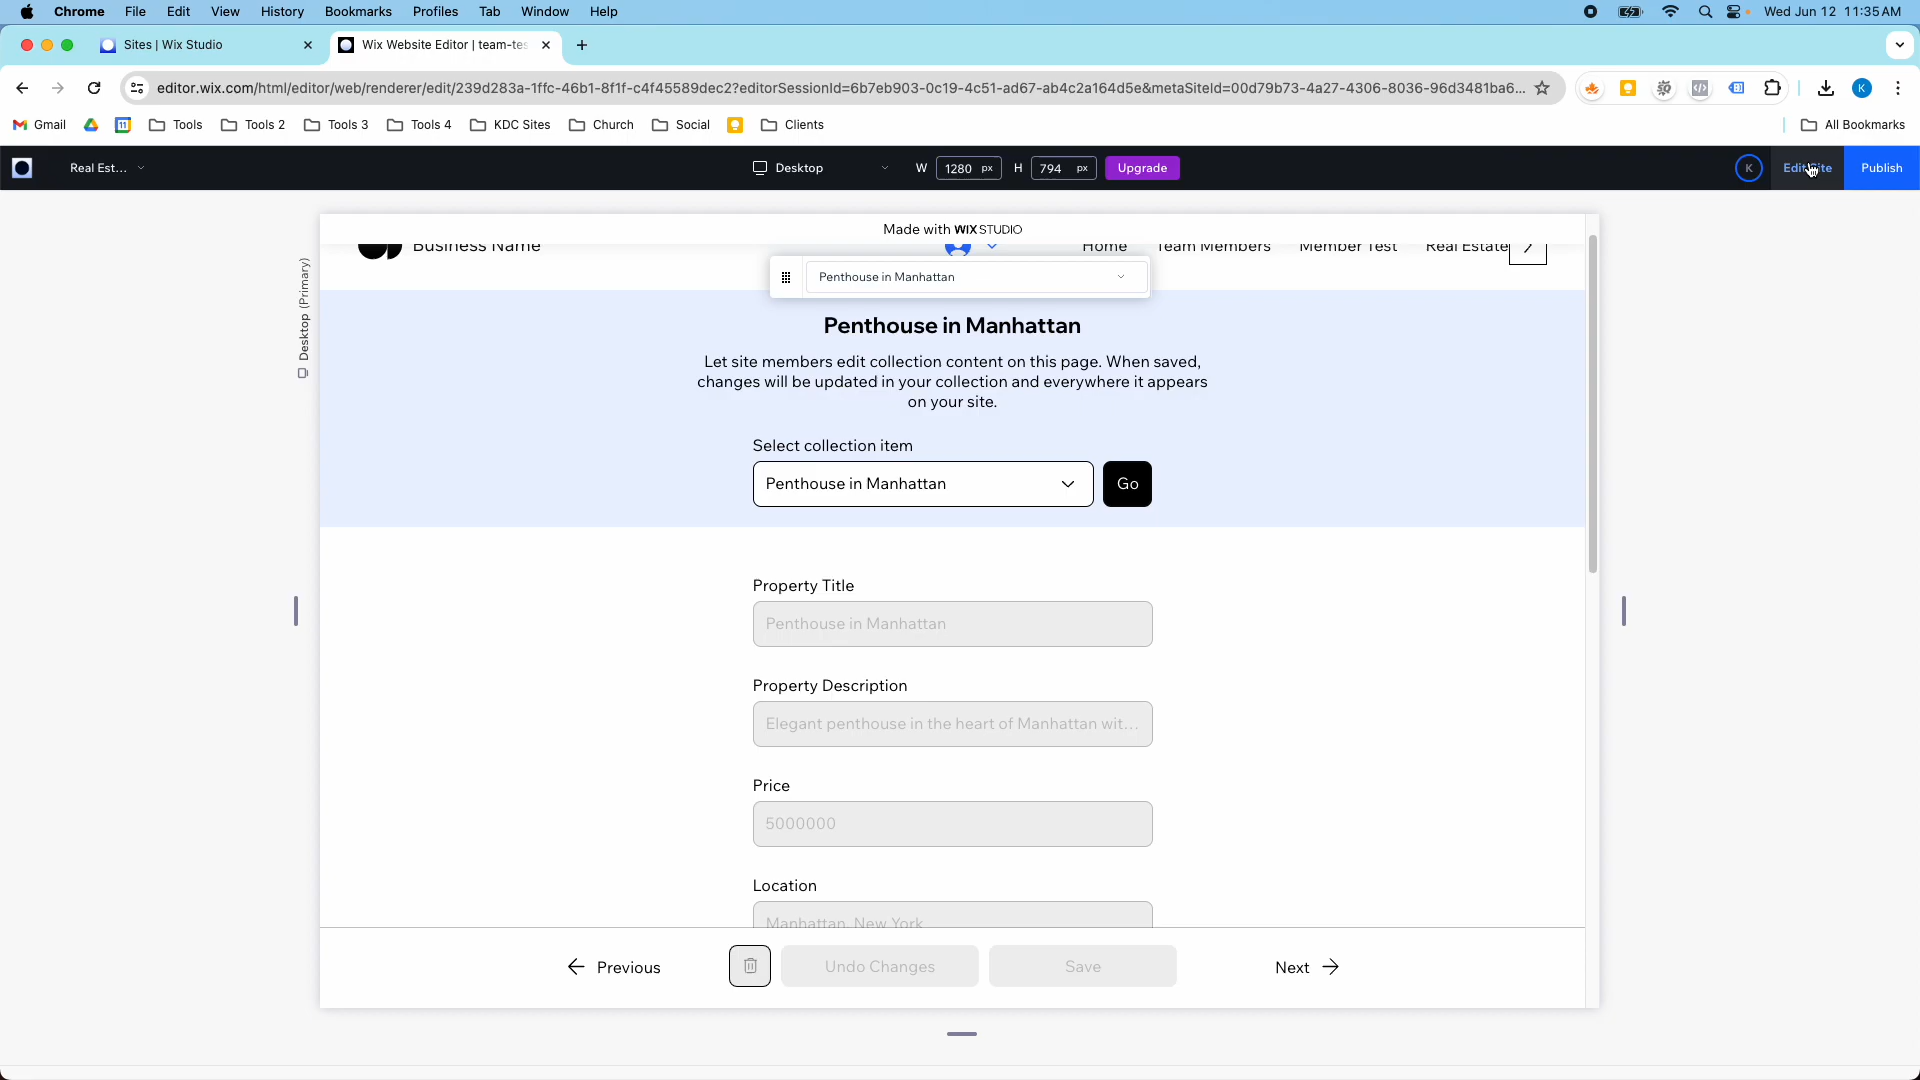 Chrome File Edit View History Bookmarks Profiles Tab Window Help Wed Jun 12 11:35 AM
Sites | Wix Studio Wix Website Editor | team-tes
editor.wix.com/html/editor/web/renderer/edit/239d283a-1ffc-46b1-8f1f-c4f45589dec2?editorSessionId=6b7eb903-0c19-4c51-ad67-ab4c2a164d5e&metaSiteId=00d79b73-4a27-4306-8036-96d3481ba6...
Gmail Tools Tools 2 Tools 3 Tools 4 KDC Sites Church Social Clients All Bookmarks
Real Est... Desktop W 1280 px H 794 px Upgrade K Edit Site Publish
Made with WIX STUDIO
Business Name Home Team Members Member Test Real Estate
Desktop (Primary)
Penthouse in Manhattan
Penthouse in Manhattan
Let site members edit collection content on this page. When saved,
changes will be updated in your collection and everywhere it appears
on your site.
Select collection item
Penthouse in Manhattan Go
Property Title
Penthouse in Manhattan
Property Description
Elegant penthouse in the heart of Manhattan wit...
Price
5000000
Location
Manhattan, New York
Previous Undo Changes Save Next